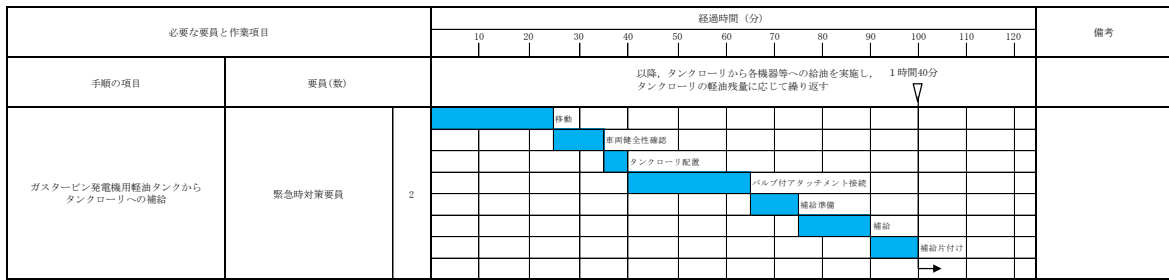 必要な要員と作業項目
経過時間（分）
備考
10 20 30 40 50 60 70 80 90 100 110 120
手順の項目
要員(数)
以降，タンクローリから各機器等への給油を実施し，
タンクローリの軽油残量に応じて繰り返す
１時間40分
ガスタービン発電機用軽油タンクから
タンクローリへの補給
緊急時対策要員
2
移動
車両健全性確認
タンクローリ配置
バルブ付アタッチメント接続
補給準備
補給
補給片付け